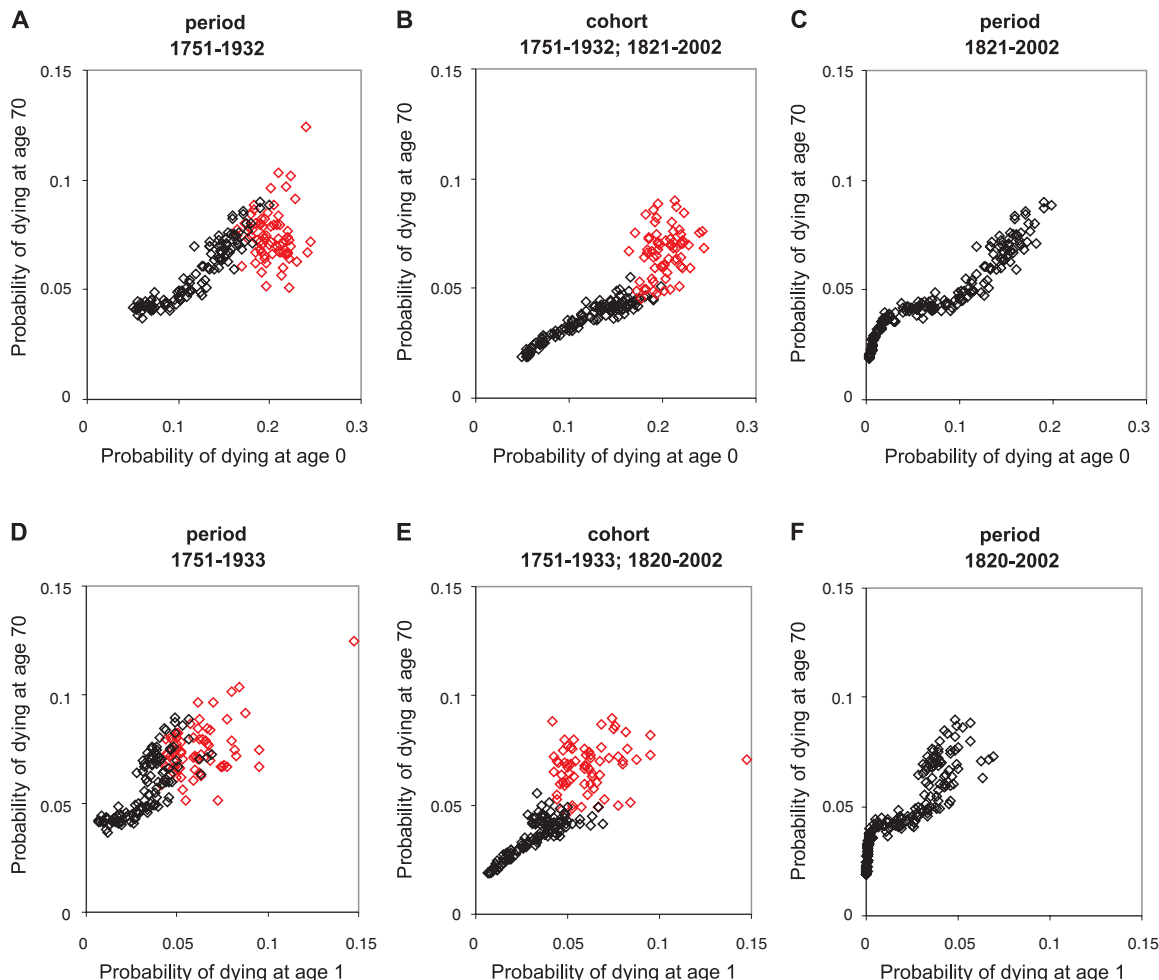 A
period
1751-1932
0.15
0.1
0.05
0
0
0.1
0.2
0.3
Probability of dying at age 70
Probability of dying at age 0
B
cohort
1751-1932; 1821-2002
0.15
0.1
0.05
0
0
0.1
0.2
0.3
Probability of dying at age 70
Probability of dying at age 0
C
period
1821-2002
0.15
0.1
0.05
0
0
0.1
0.2
0.3
Probability of dying at age 70
Probability of dying at age 0
D
period
1751-1933
0.15
0.1
0.05
0
0
0.05
0.1
0.15
Probability of dying at age 70
Probability of dying at age 1
E
cohort
1751-1933; 1820-2002
0.15
0.1
0.05
0
0
0.05
0.1
0.15
Probability of dying at age 70
Probability of dying at age 1
F
period
1820-2002
0.15
0.1
0.05
0
0
0.05
0.1
0.15
Probability of dying at age 70
Probability of dying at age 1